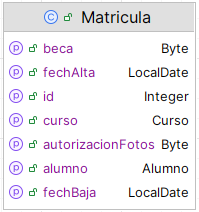 Matricula
beca Byte
fechAlta LocalDate
id Integer
curso Curso
autorizacionFotos Byte
alumno Alumno
fechBaja LocalDate